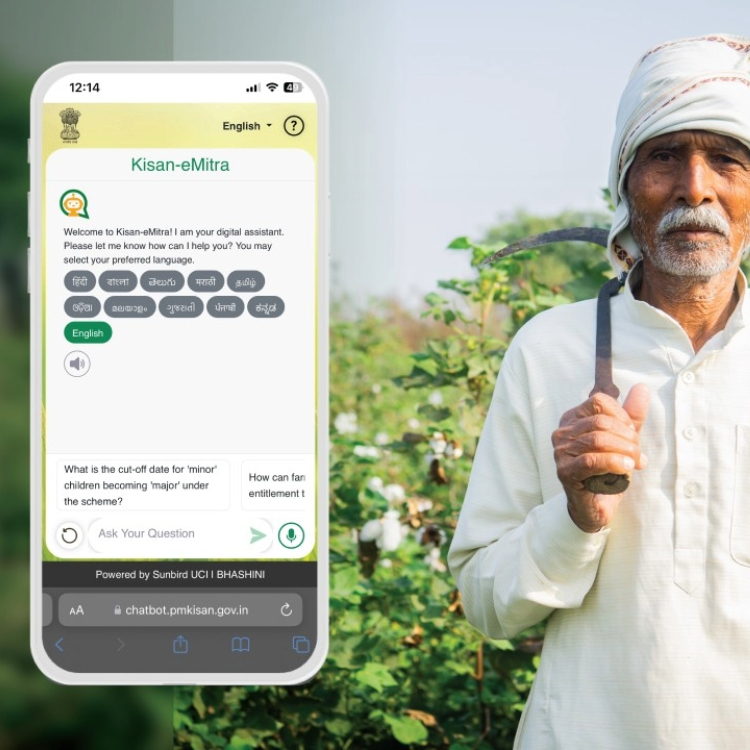 12:14
49
English
?
Kisan-eMitra
Welcome to Kisan-eMitra! I am your digital assistant.
Please let me know how can I help you? You may
select your preferred language.
हिंदी বাংলা తెలుగు मराठी தமிழ்
ଓଡ଼ିଆ മലയാളം ગુજરાતી ਪੰਜਾਬੀ ಕನ್ನಡ
English
What is the cut-off date for 'minor'
children becoming 'major' under
the scheme?
How can far
entitlement t
Ask Your Question
Powered by Sunbird UCI I BHASHINI
AA chatbot.pmkisan.gov.in